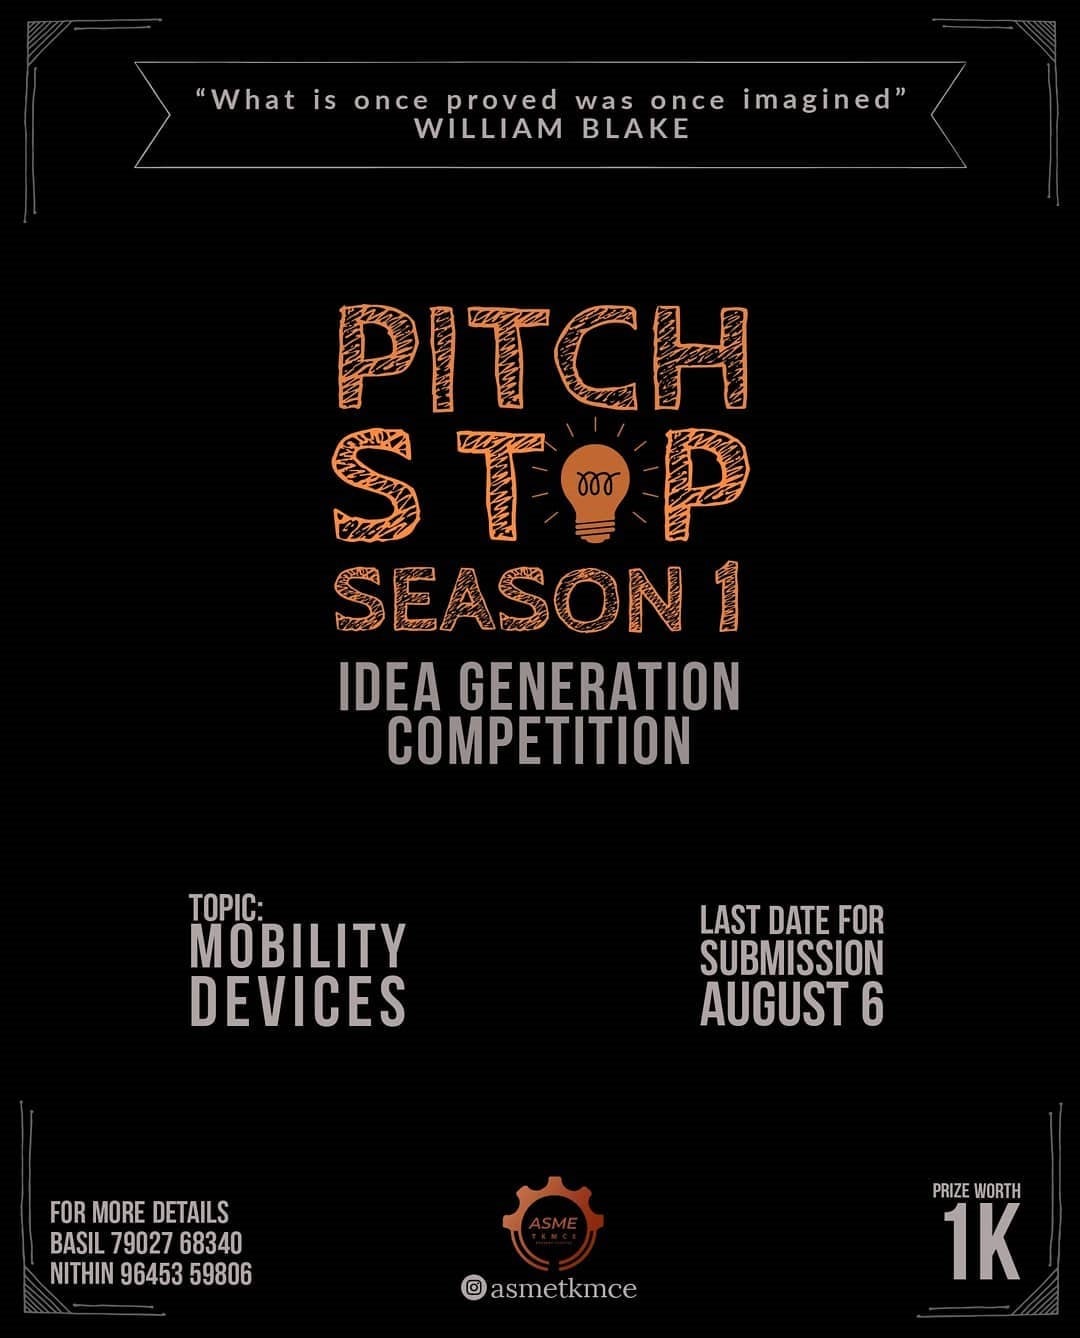 “What is once proved was once imagined”
WILLIAM BLAKE
PITCH
STOP
SEASON 1
IDEA GENERATION
COMPETITION
TOPIC:
MOBILITY
DEVICES
LAST DATE FOR
SUBMISSION
AUGUST 6
FOR MORE DETAILS
BASIL 79027 68340
NITHIN 96453 59806
ASME
TKMCE
asmetkmce
PRIZE WORTH
1K